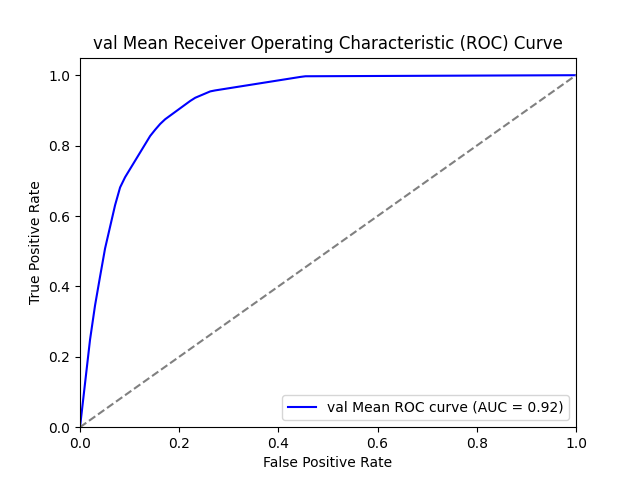 val Mean Receiver Operating Characteristic (ROC) Curve
1.0
0.8
0.6
0.4
0.2
0.0
True Positive Rate
val Mean ROC curve (AUC = 0.92)
0.0 0.2 0.4 0.6 0.8 1.0
False Positive Rate